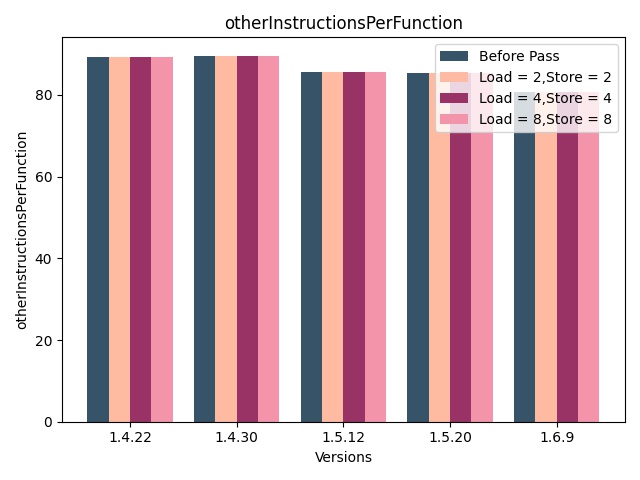 otherInstructionsPerFunction
Before Pass
Load = 2,Store = 2
Load = 4,Store = 4
Load = 8,Store = 8
otherInstructionsPerFunction
80
60
40
20
0
1.4.22 1.4.30 1.5.12 1.5.20 1.6.9
Versions